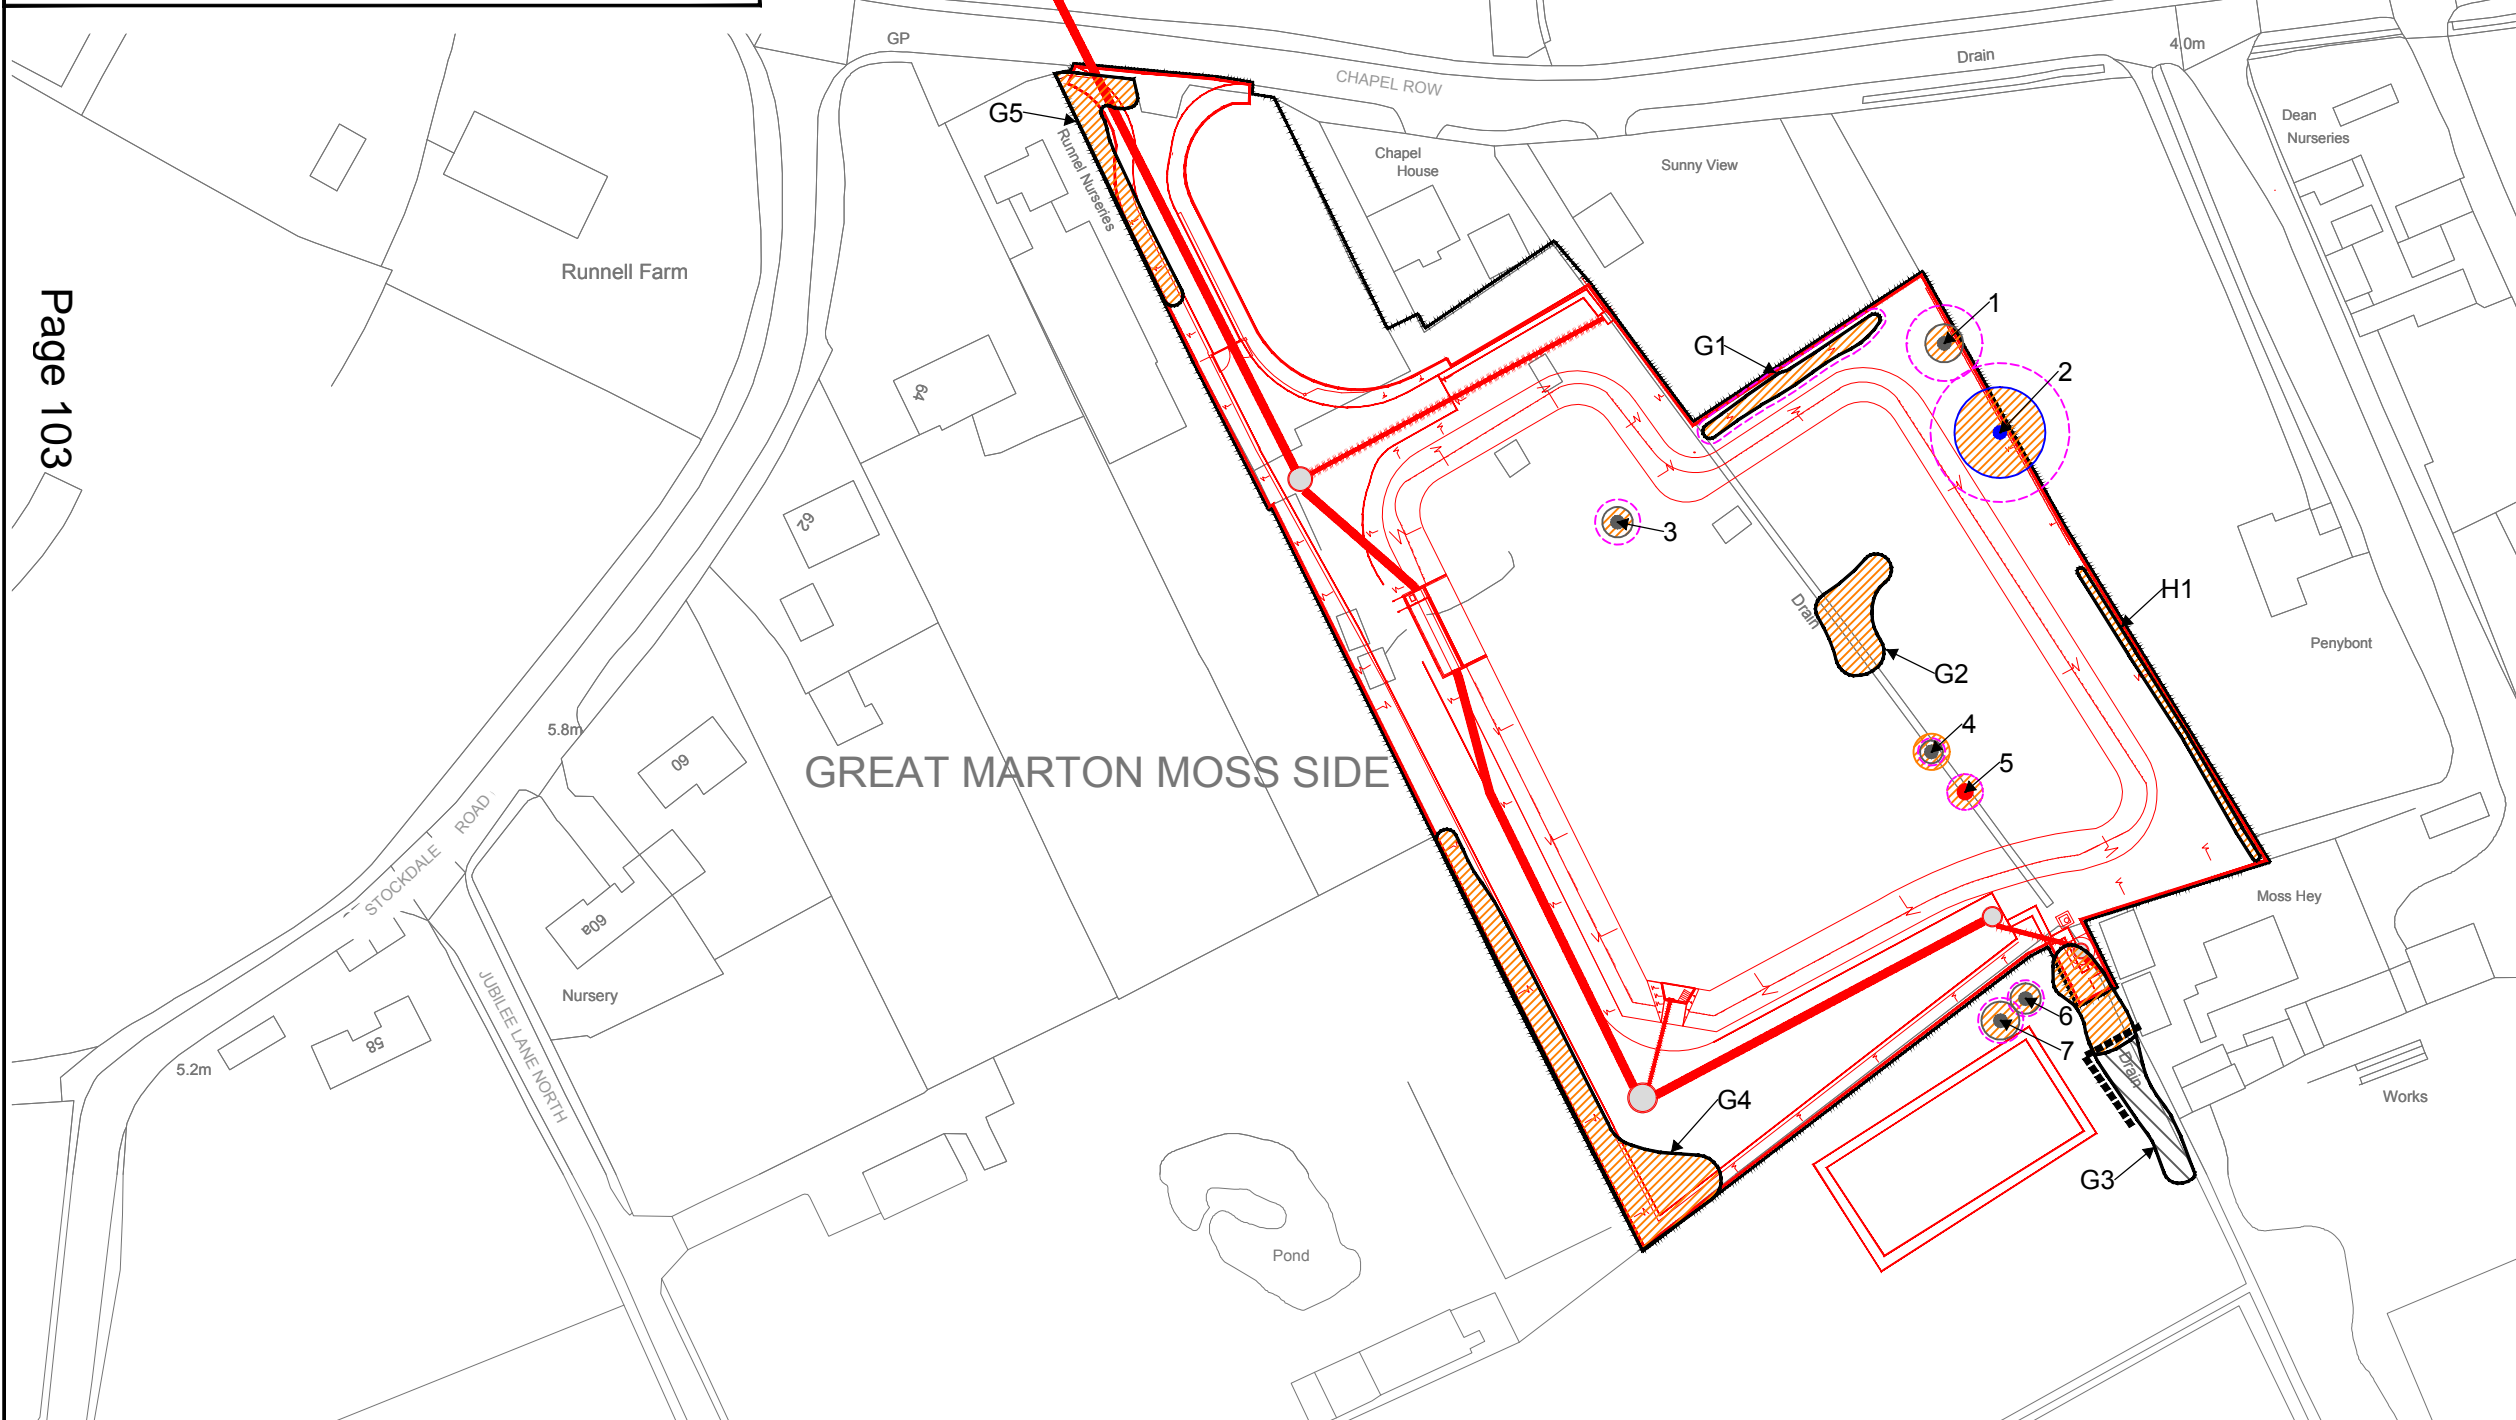 GP
Drain
4.0m
CHAPEL ROW
G5
Runnel Nurseries
Chapel
House
Sunny View
Dean
Nurseries
Runnell Farm
Page 103
1
G1
2
64
62
3
Drain
H1
G2
Penybont
4
5
5.8m
60
GREAT MARTON MOSS SIDE
STOCKDALE ROAD
60a
Moss Hey
JUBILEE LANE NORTH
Nursery
58
5.2m
6
7
Drain
G4
G3
Works
Pond